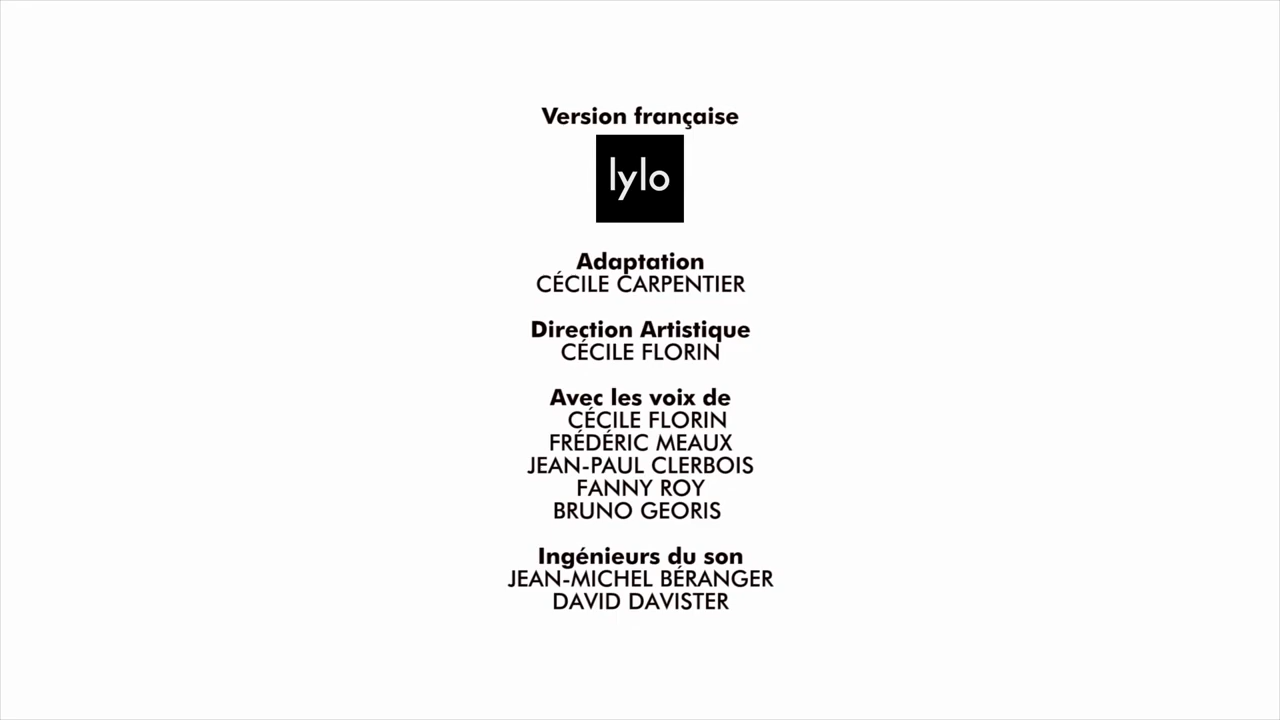 Version française
lylo
Adaptation
CÉCILE CARPENTIER
Direction Artistique
CÉCILE FLORIN
Avec les voix de
CÉCILE FLORIN
FRÉDÉRIC MEAUX
JEAN-PAUL CLERBOIS
FANNY ROY
BRUNO GEORIS
Ingénieurs du son
JEAN-MICHEL BÉRANGER
DAVID DAVISTER